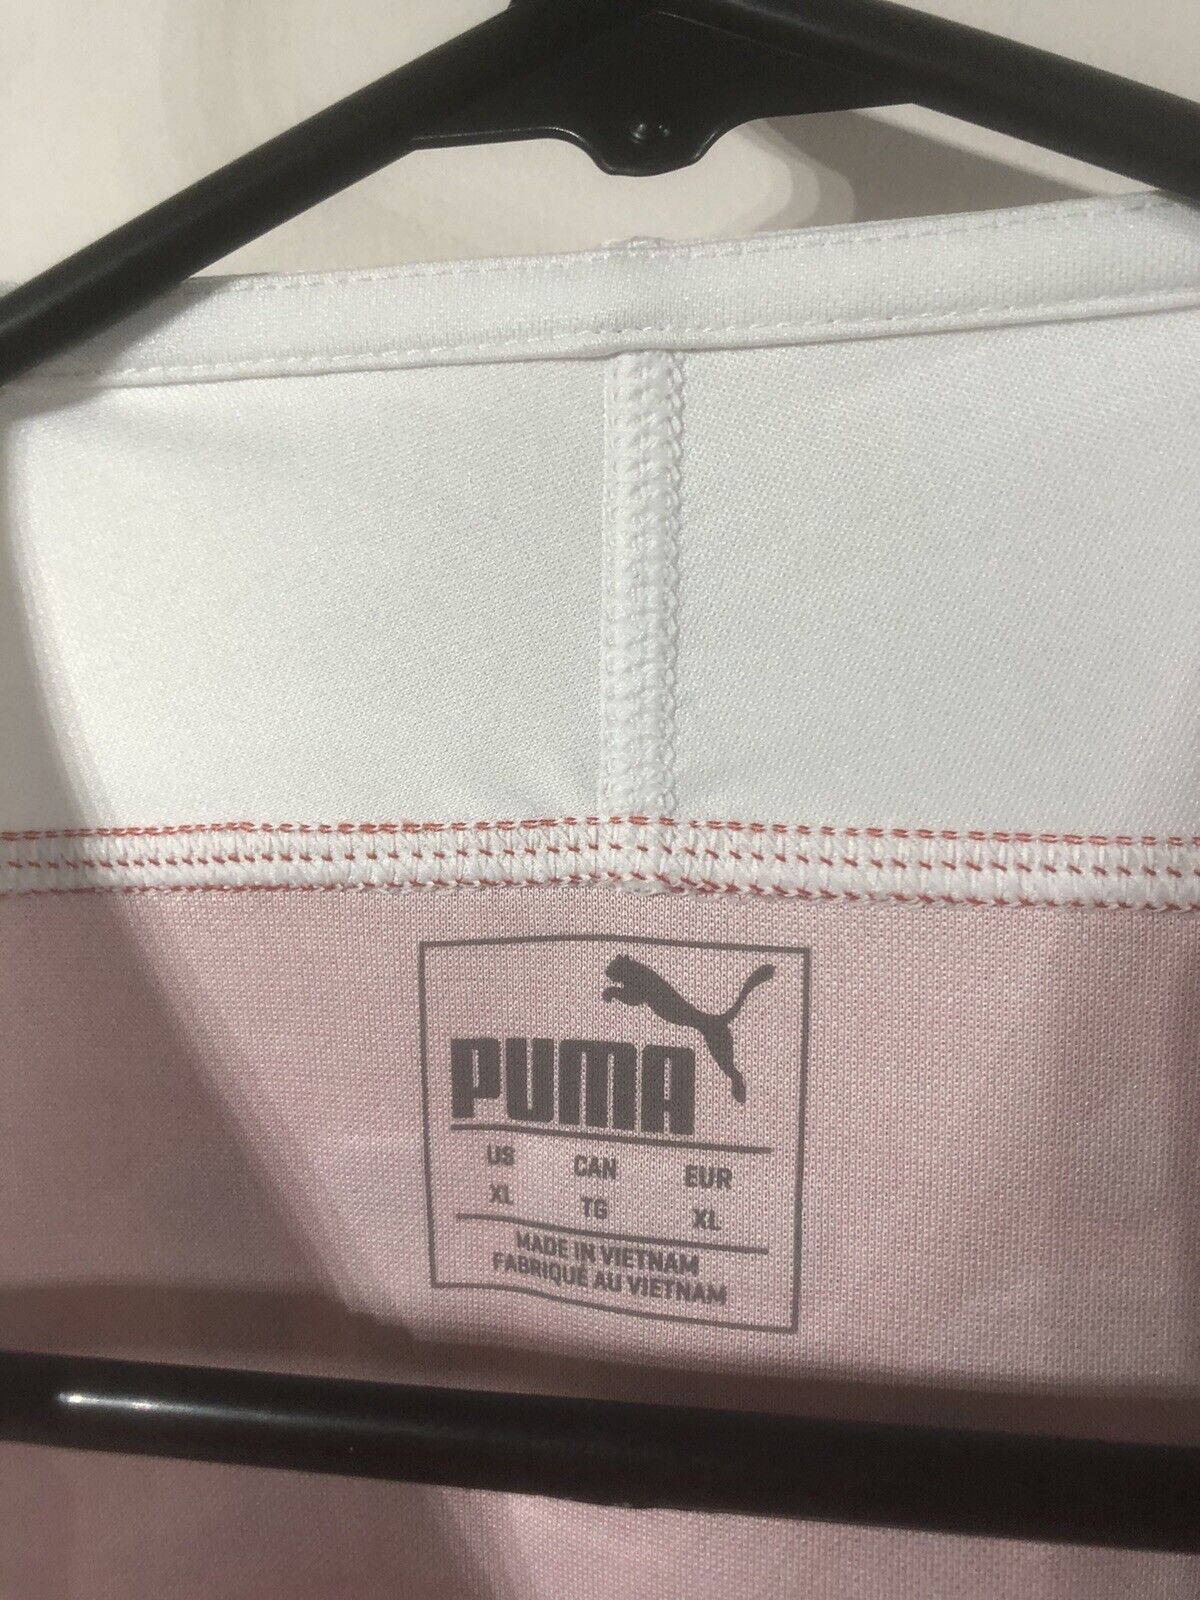 PUMA
US CAN EUR
XL TG XL
MADE IN VIETNAM
FABRIQUÉ AU VIETNAM